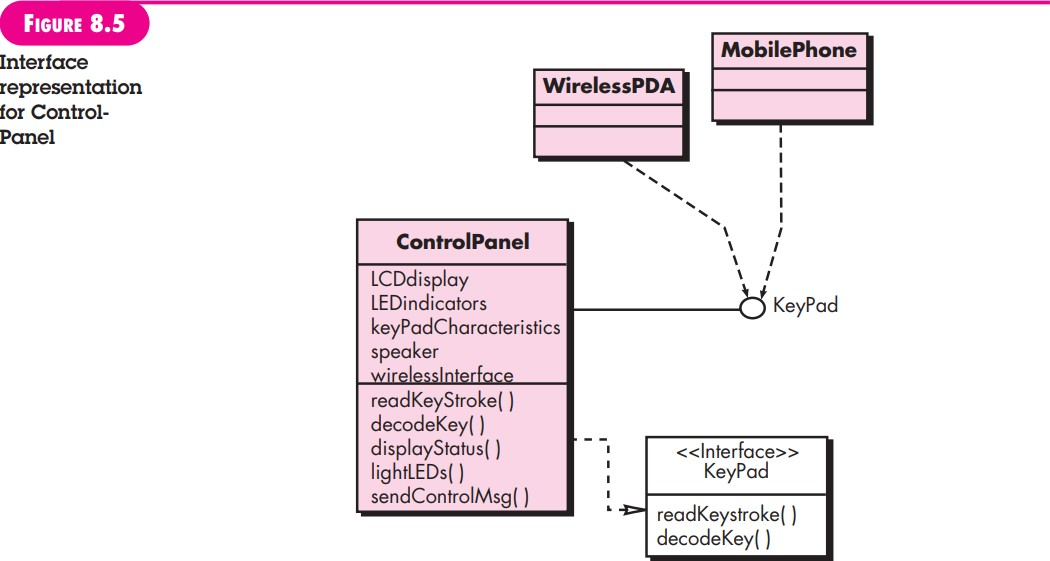 FIGURE 8.5
Interface
representation
for Control-
Panel
MobilePhone
WirelessPDA
ControlPanel
LCDdisplay
LEDindicators
keyPadCharacteristics
speaker
wirelessInterface
readKeyStroke( )
decodeKey( )
displayStatus( )
lightLEDs( )
sendControlMsg( )
KeyPad
<<Interface>>
KeyPad
readKeystroke( )
decodeKey( )